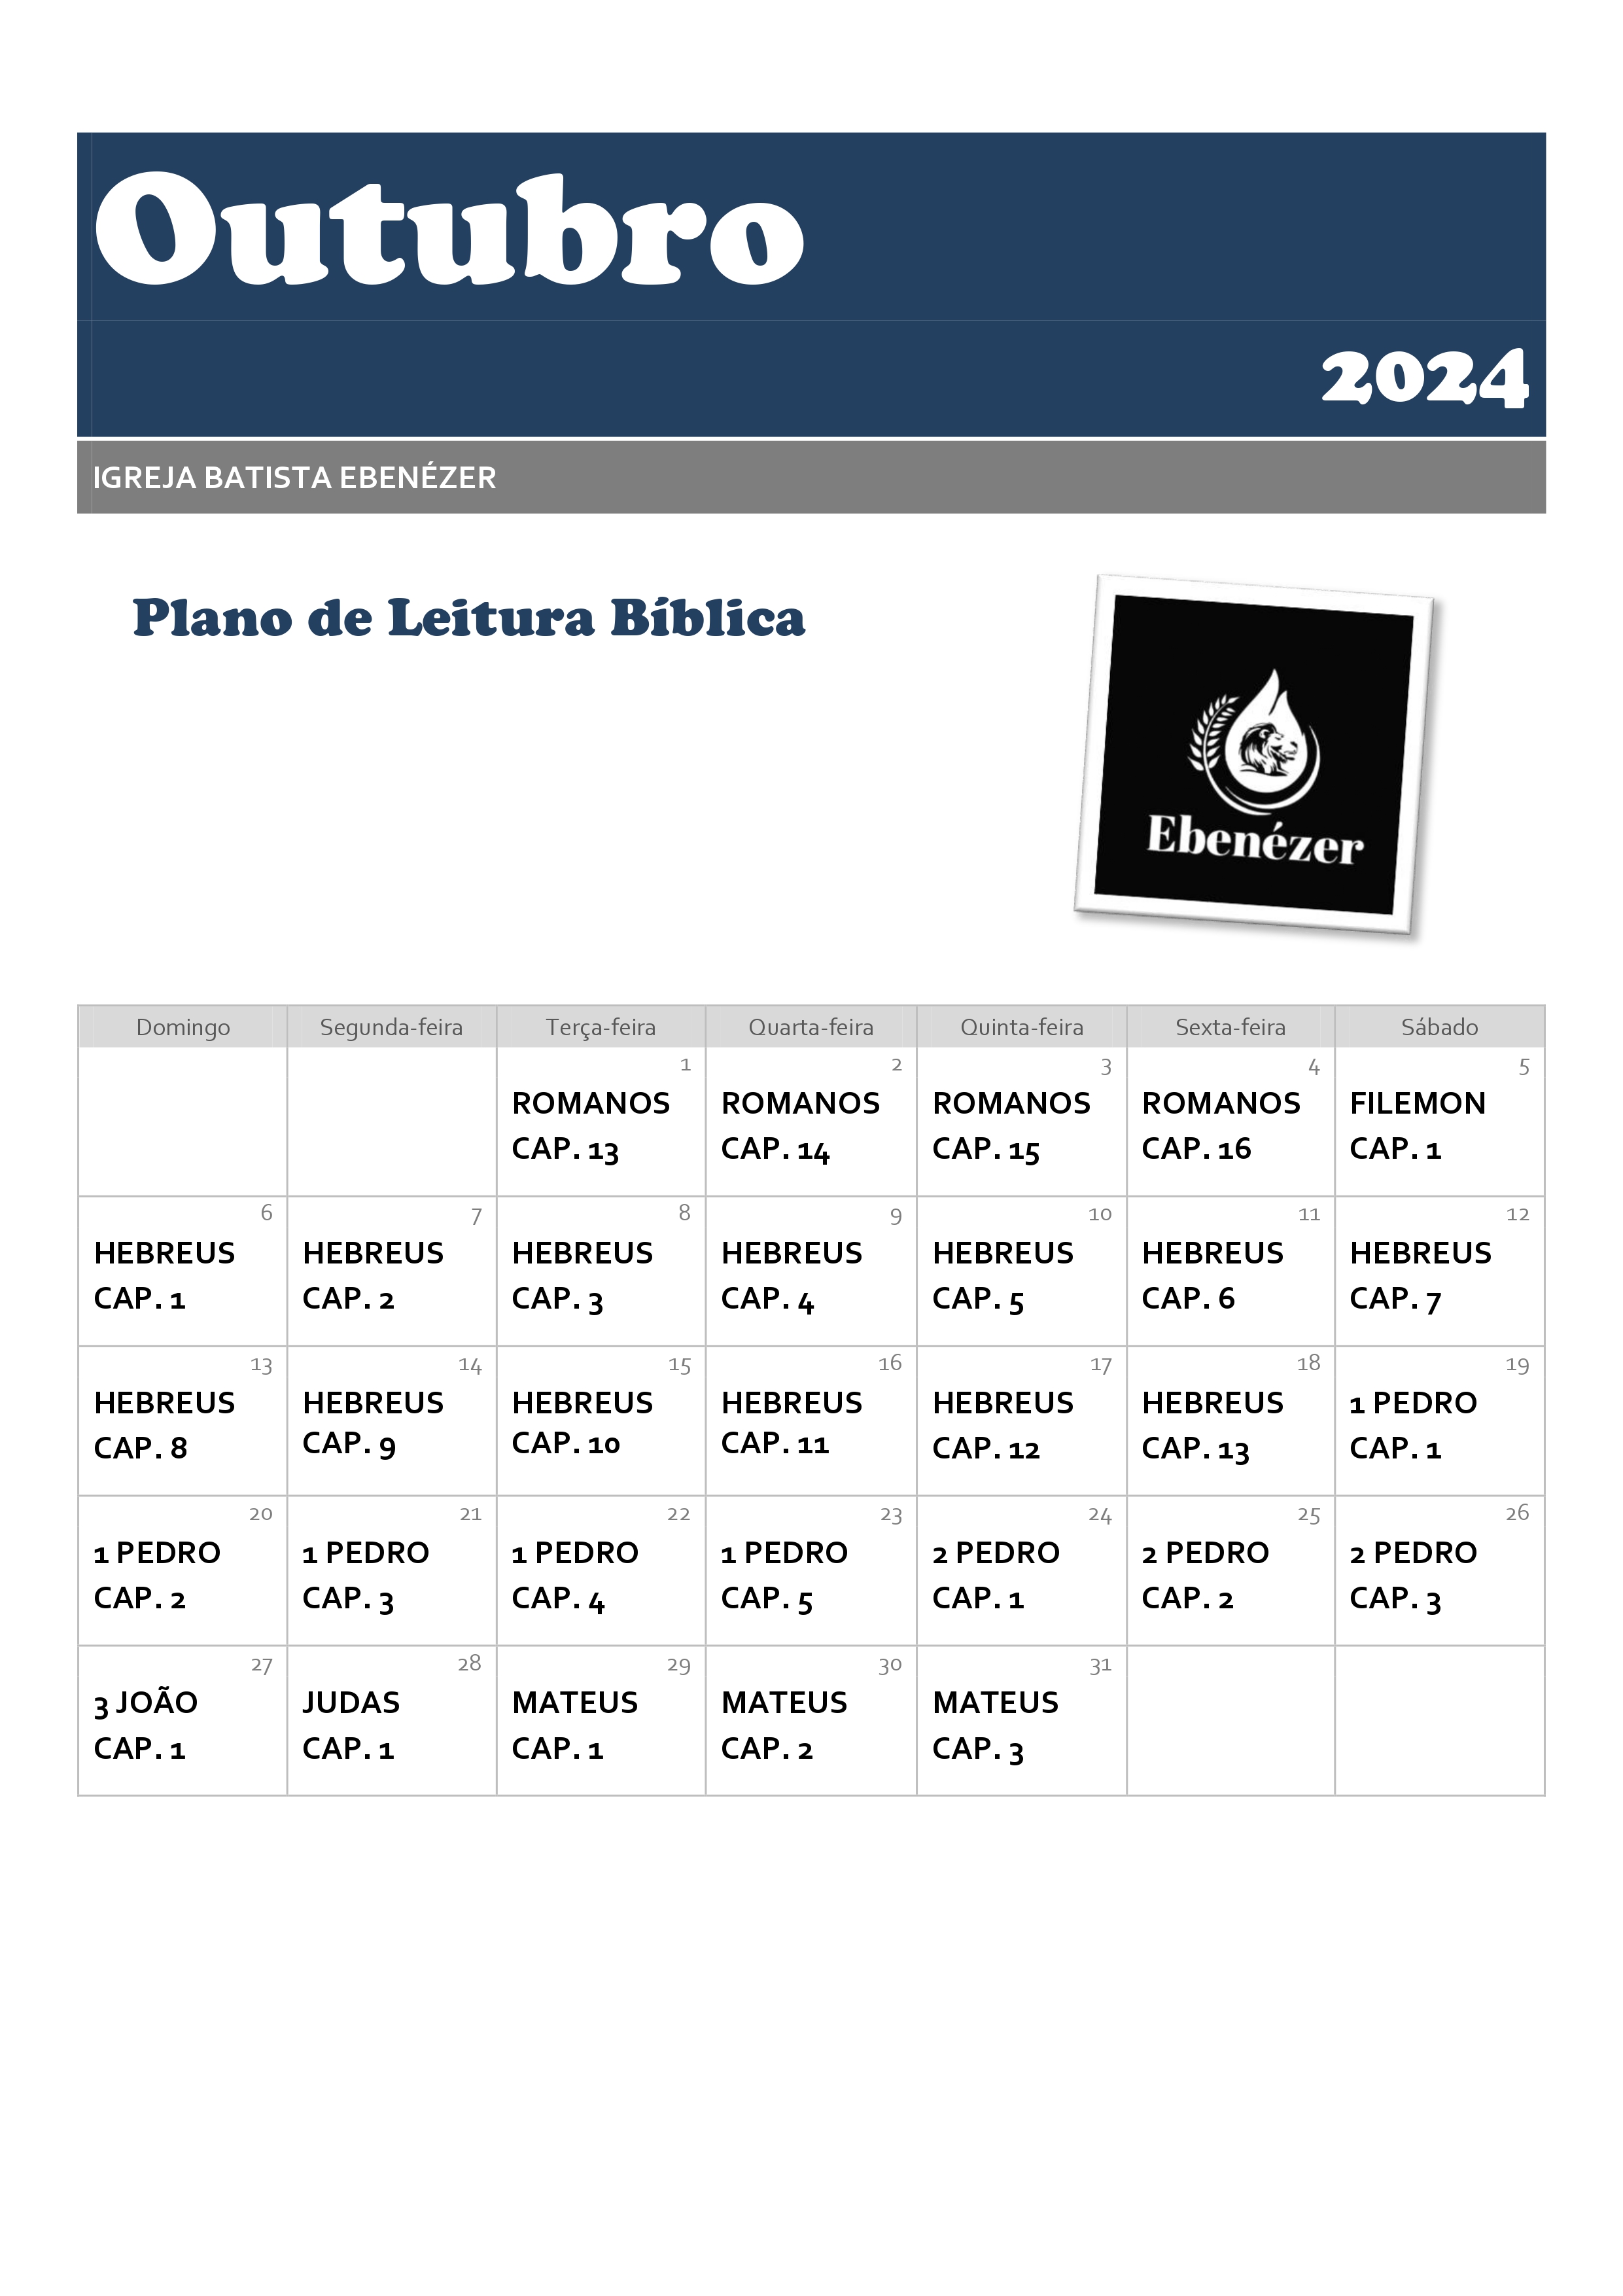 Outubro
2024
IGREJA BATISTA EBENÉZER
Plano de Leitura Bíblica
Ebenézer
Domingo Segunda-feira Terça-feira Quarta-feira Quinta-feira Sexta-feira Sábado
1 2 3 4 5
ROMANOS ROMANOS ROMANOS ROMANOS FILEMON
CAP. 13 CAP. 14 CAP. 15 CAP. 16 CAP. 1
6 7 8 9 10 11 12
HEBREUS HEBREUS HEBREUS HEBREUS HEBREUS HEBREUS HEBREUS
CAP. 1 CAP. 2 CAP. 3 CAP. 4 CAP. 5 CAP. 6 CAP. 7
13 14 15 16 17 18 19
HEBREUS HEBREUS HEBREUS HEBREUS HEBREUS HEBREUS 1 PEDRO
CAP. 8 CAP. 9 CAP. 10 CAP. 11 CAP. 12 CAP. 13 CAP. 1
20 21 22 23 24 25 26
1 PEDRO 1 PEDRO 1 PEDRO 1 PEDRO 2 PEDRO 2 PEDRO 2 PEDRO
CAP. 2 CAP. 3 CAP. 4 CAP. 5 CAP. 1 CAP. 2 CAP. 3
27 28 29 30 31
3 JOÃO JUDAS MATEUS MATEUS MATEUS
CAP. 1 CAP. 1 CAP. 1 CAP. 2 CAP. 3